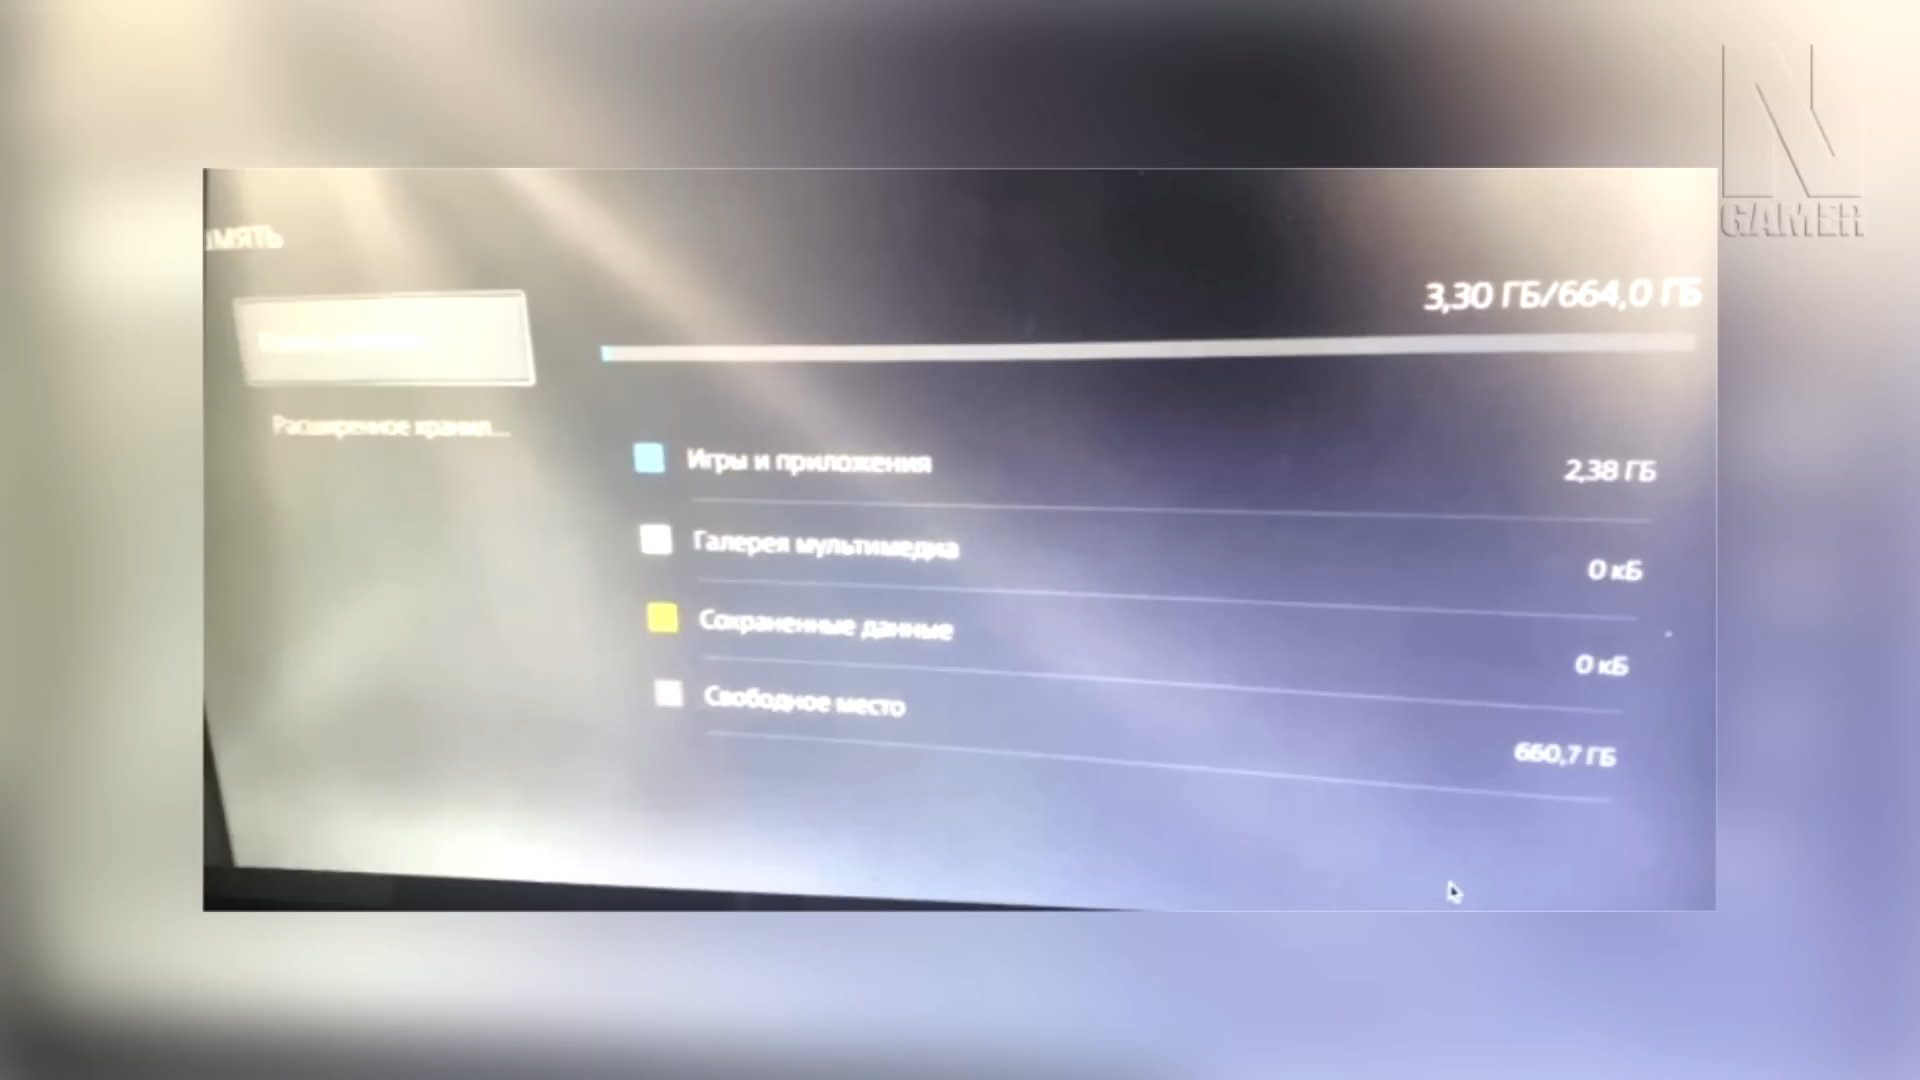 N
GAMER
3,30 ГБ/664,0 ГБ
Расширенное хранил...
Игры и приложения
2,38 ГБ
Галерея мультимедиа
0 кБ
Сохраненные данные
0 кБ
Свободное место
660,7 ГБ